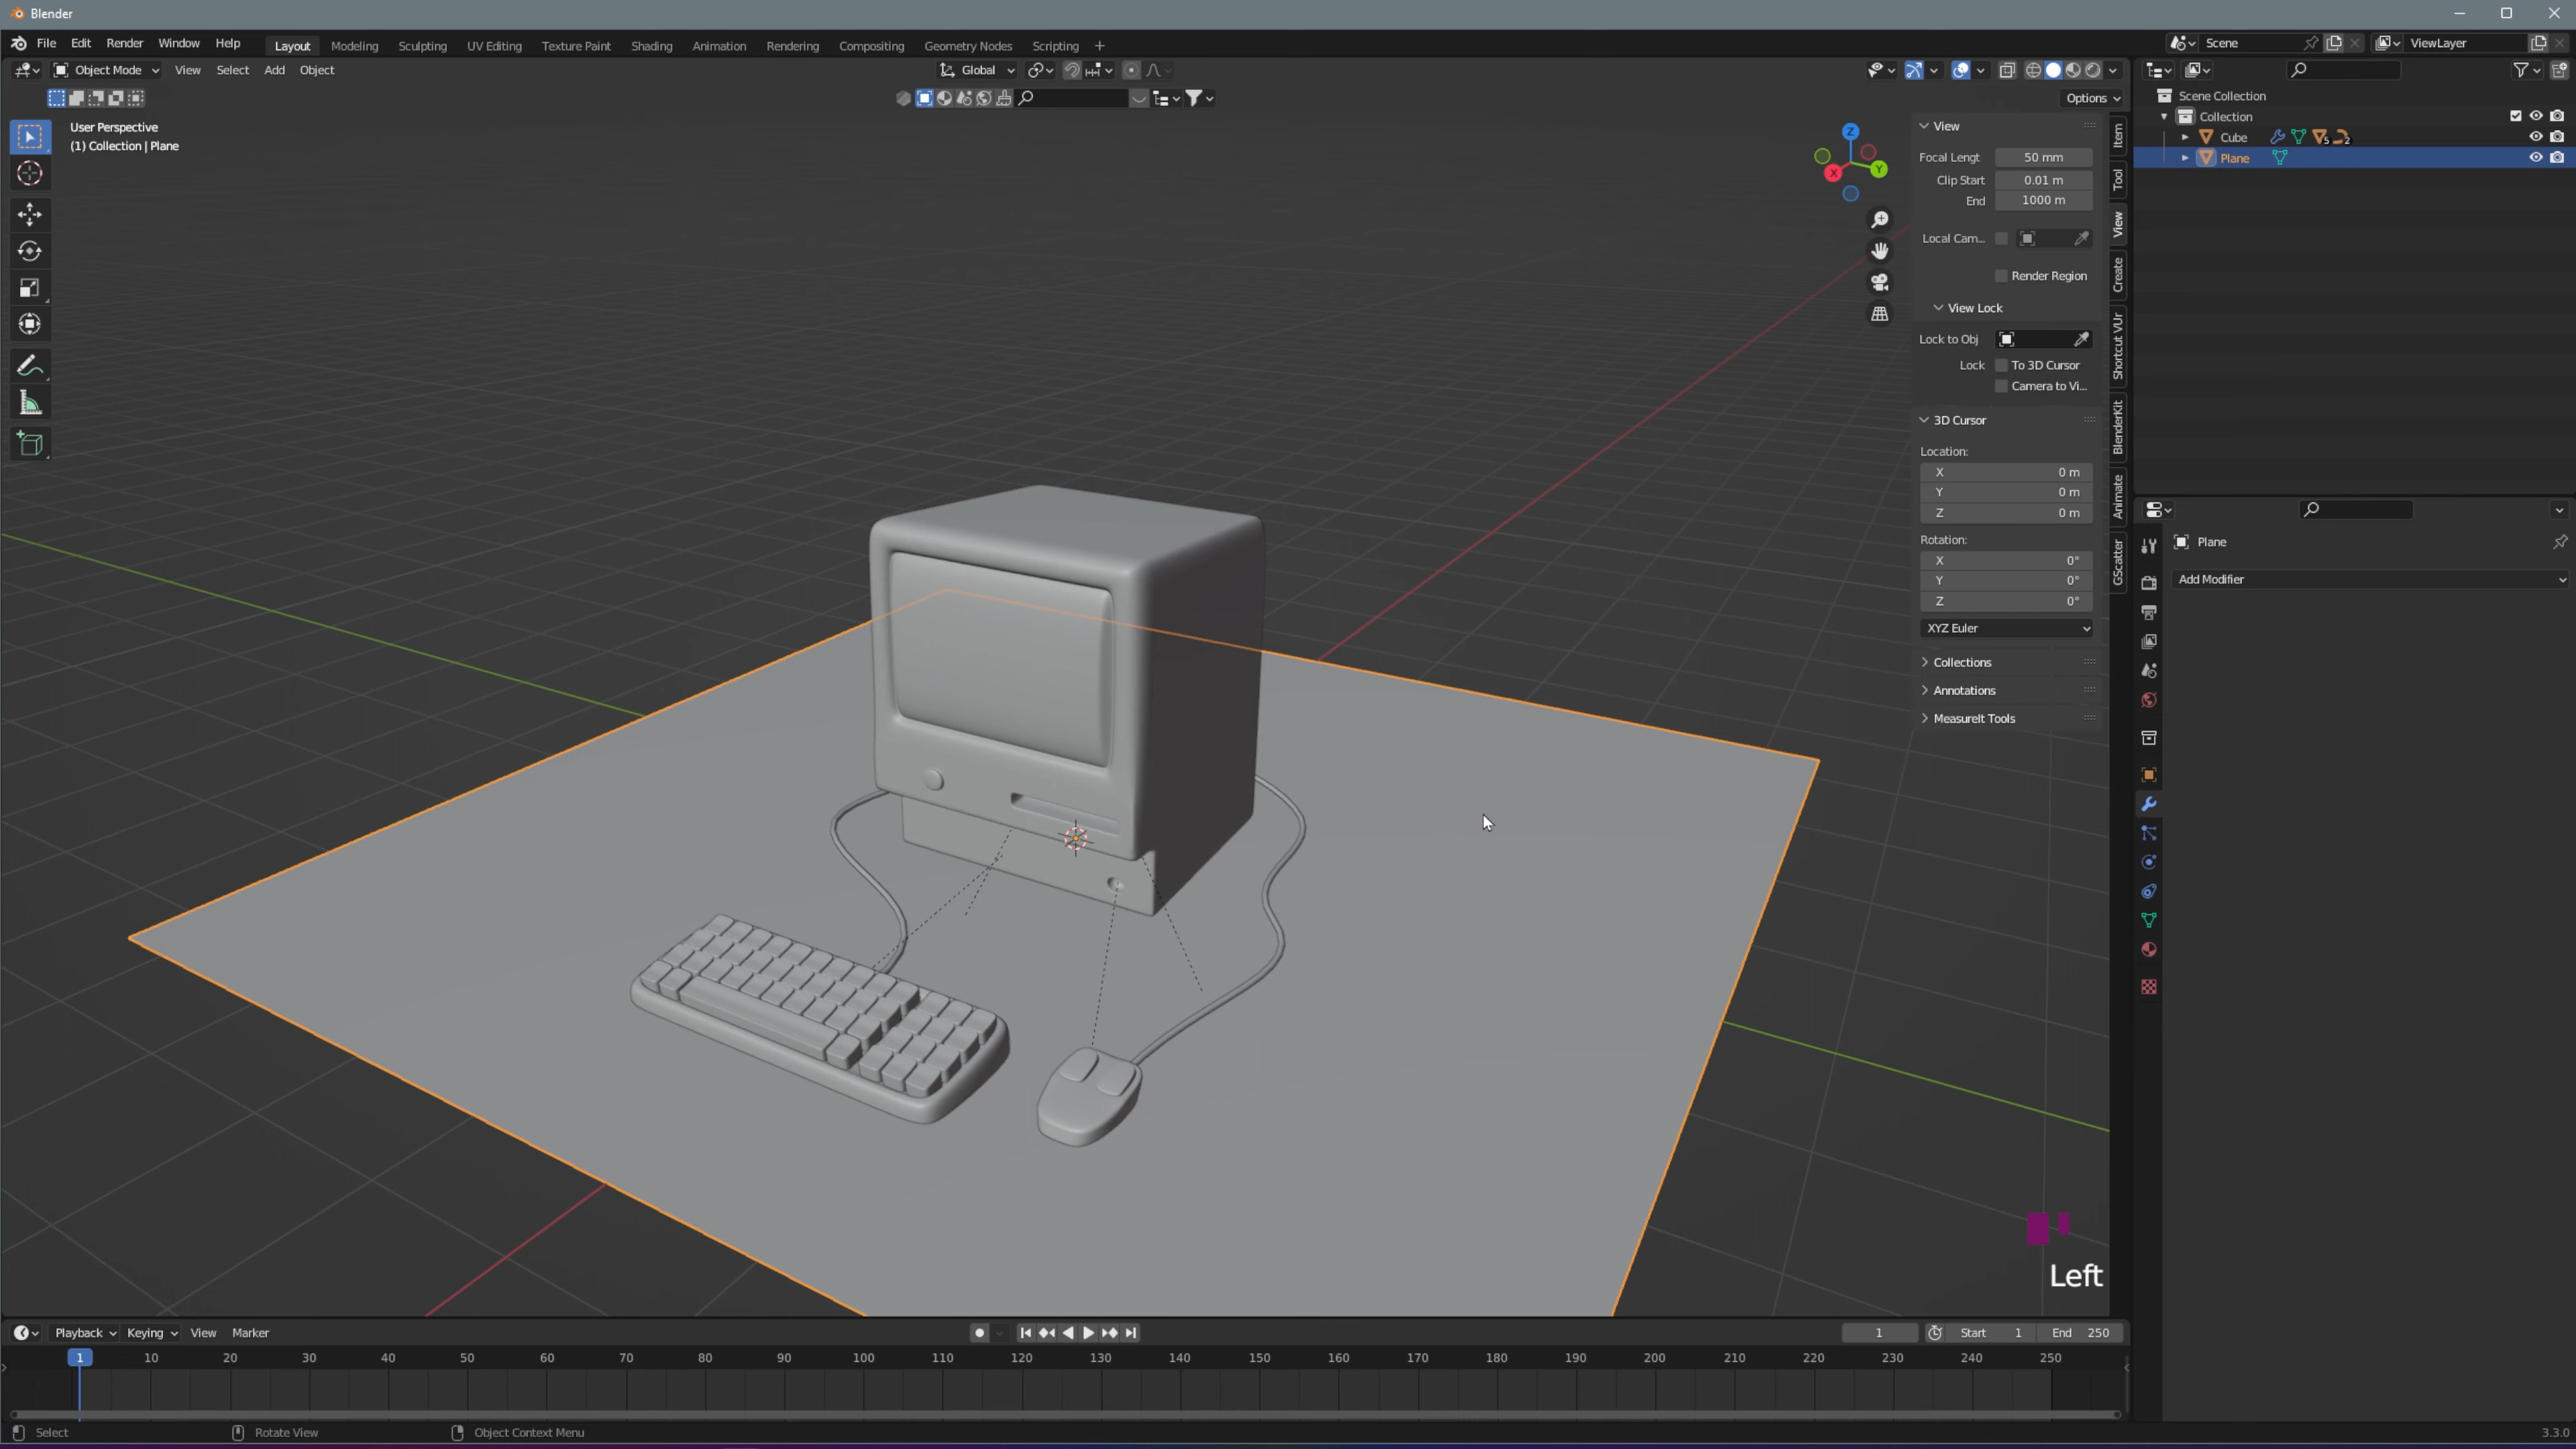 Blender
File Edit Render Window Help Layout Modeling Sculpting UV Editing Texture Paint Shading Animation Rendering Compositing Geometry Nodes Scripting + Scene ViewLayer
Object Mode View Select Add Object Global
Options
User Perspective
(1) Collection | Plane
Z
Y
X
View
Focal Lengt 50 mm
Clip Start 0.01 m
End 1000 m
Local Cam...
Render Region
View Lock
Lock to Obj
Lock To 3D Cursor
Camera to Vi...
3D Cursor
Location:
X 0 m
Y 0 m
Z 0 m
Rotation:
X 0°
Y 0°
Z 0°
XYZ Euler
Collections
Annotations
MeasureIt Tools
Item
Tool
View
Create
Shortcut VUr
BlenderKit
Animate
GScatter
Scene Collection
Collection
Cube 5 2
Plane
Plane
Add Modifier
Left
Playback Keying View Marker 1 Start 1 End 250
1 10 20 30 40 50 60 70 80 90 100 110 120 130 140 150 160 170 180 190 200 210 220 230 240 250
Select Rotate View Object Context Menu 3.3.0